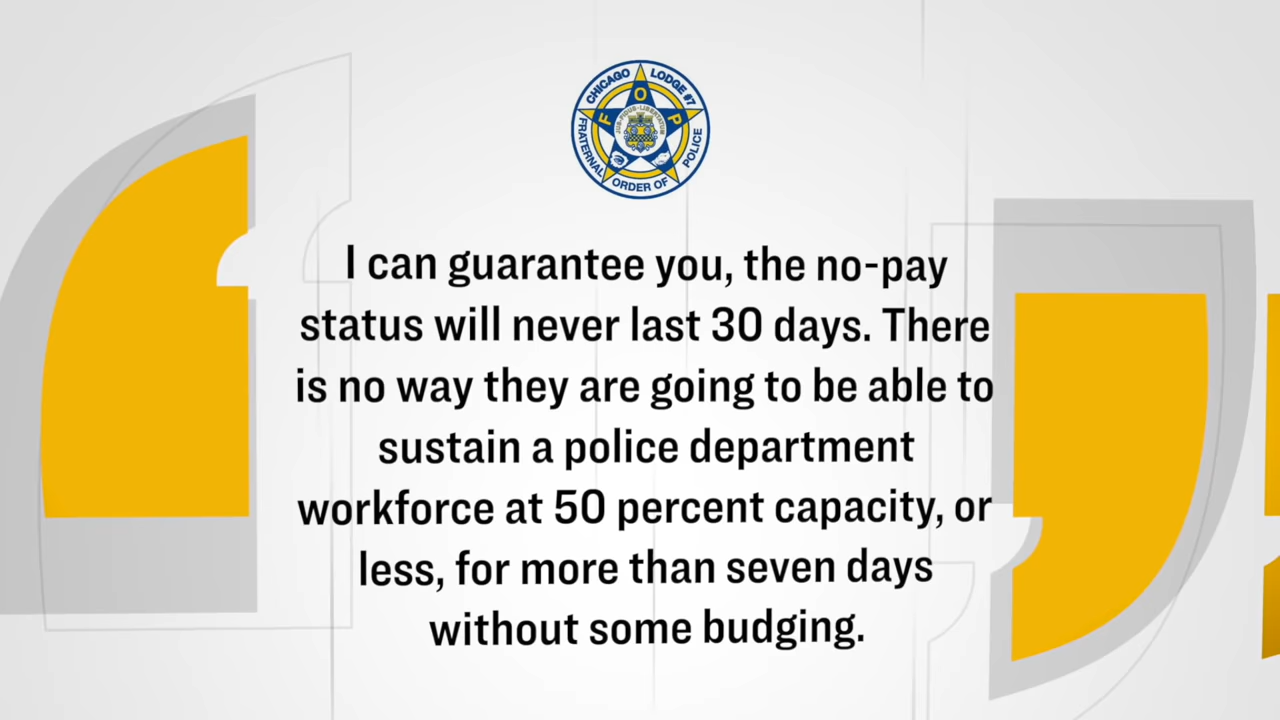 CHICAGO LODGE #7
F O P
FRATERNAL ORDER OF POLICE
I can guarantee you, the no-pay
status will never last 30 days. There
is no way they are going to be able to
sustain a police department
workforce at 50 percent capacity, or
less, for more than seven days
without some budging.